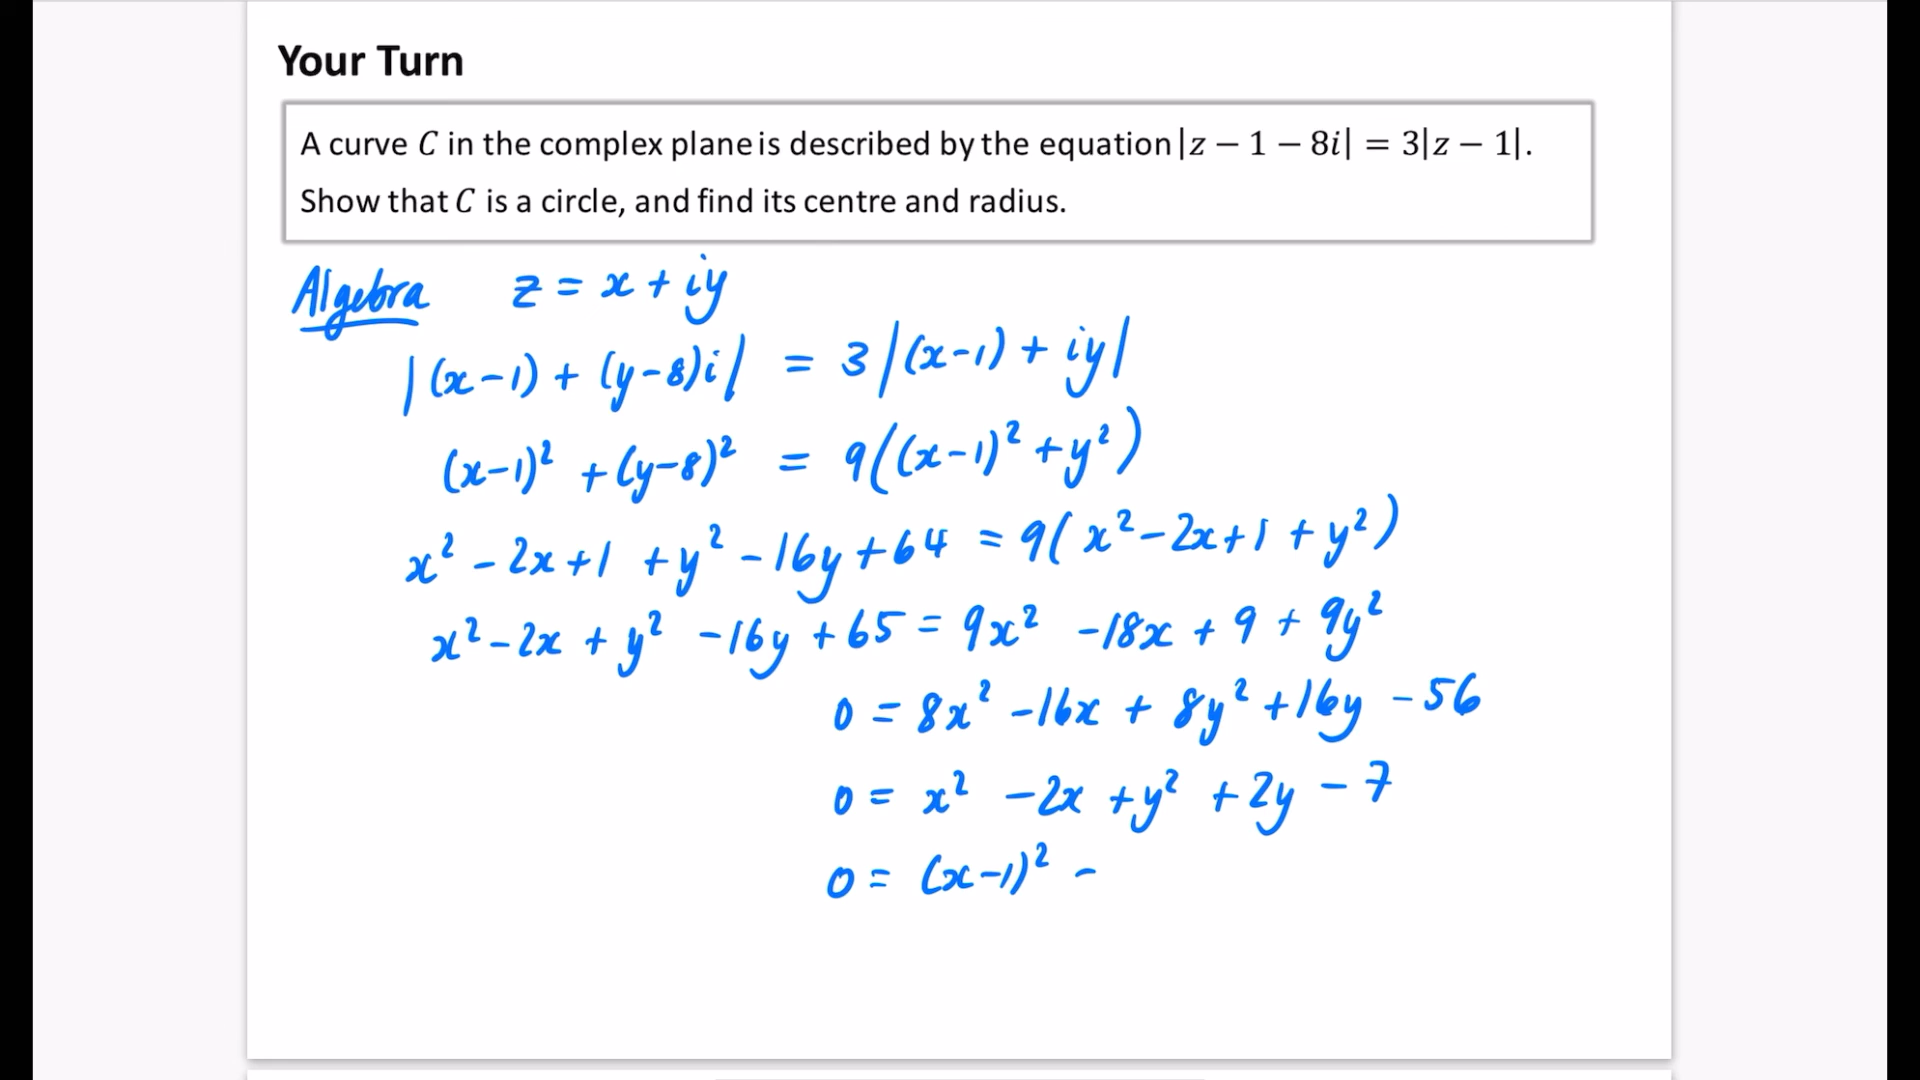 Your Turn
A curve C in the complex plane is described by the equation |z − 1 − 8i| = 3|z − 1|.
Show that C is a circle, and find its centre and radius.
Algebra z = x + iy
|(x-1) + (y-8)i| = 3|(x-1) + iy|
(x-1)² + (y-8)² = 9((x-1)² + y²)
x² - 2x + 1 + y² - 16y + 64 = 9(x² - 2x + 1 + y²)
x² - 2x + y² - 16y + 65 = 9x² - 18x + 9 + 9y²
0 = 8x² - 16x + 8y² + 16y - 56
0 = x² - 2x + y² + 2y - 7
0 = (x-1)² -